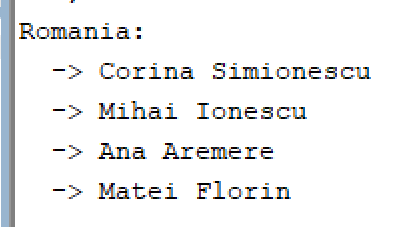 Romania:
-> Corina Simionescu
-> Mihai Ionescu
-> Ana Aremere
-> Matei Florin